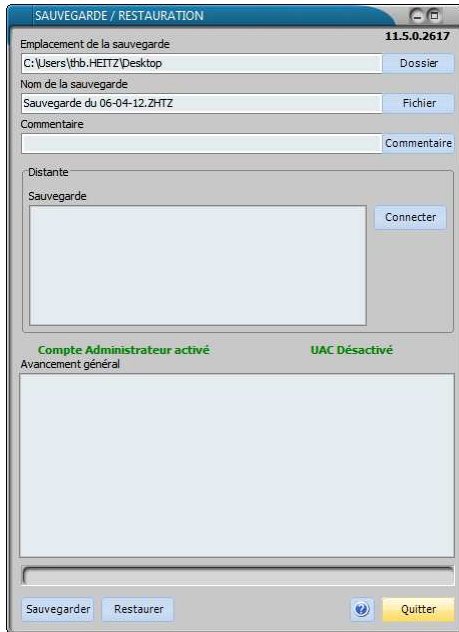 SAUVEGARDE / RESTAURATION
11.5.0.2617
Emplacement de la sauvegarde
C:\Users\thb.HEITZ\Desktop
Dossier
Nom de la sauvegarde
Sauvegarde du 06-04-12.ZHTZ
Fichier
Commentaire
Commentaire
Distante
Sauvegarde
Connecter
Compte Administrateur activé
UAC Désactivé
Avancement général
Sauvegarder
Restaurer
?
Quitter